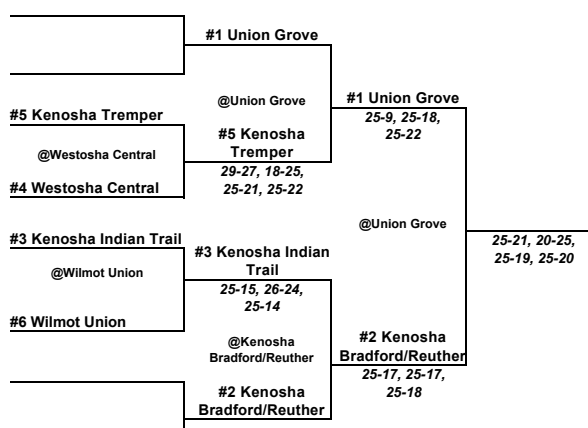 #1 Union Grove
@Union Grove
#1 Union Grove
25-9, 25-18,
25-22
#5 Kenosha Tremper
@Westosha Central
#4 Westosha Central
#5 Kenosha
Tremper
29-27, 18-25,
25-21, 25-22
@Union Grove
25-21, 20-25,
25-19, 25-20
#3 Kenosha Indian Trail
@Wilmot Union
#6 Wilmot Union
#3 Kenosha Indian
Trail
25-15, 26-24,
25-14
@Kenosha
Bradford/Reuther
#2 Kenosha
Bradford/Reuther
25-17, 25-17,
25-18
#2 Kenosha
Bradford/Reuther